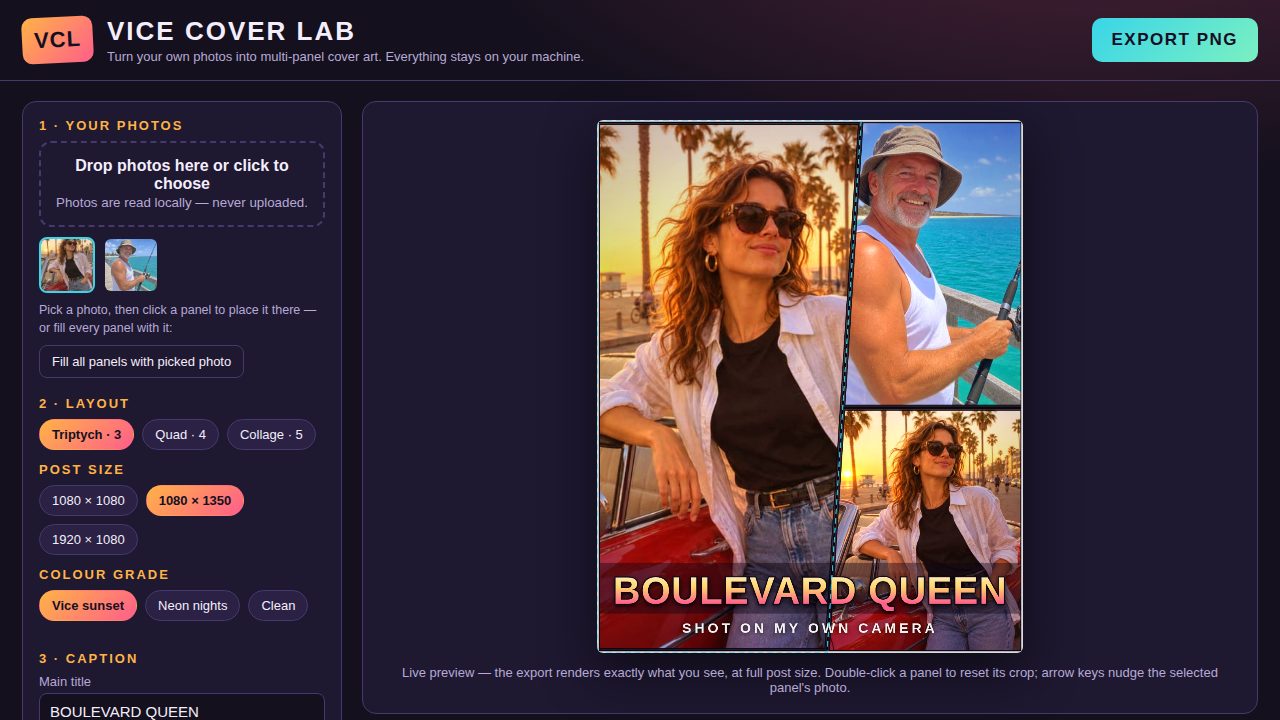 VCL
VICE COVER LAB
Turn your own photos into multi-panel cover art. Everything stays on your machine.
EXPORT PNG
1 · YOUR PHOTOS
Drop photos here or click to
choose
Photos are read locally — never uploaded.
Pick a photo, then click a panel to place it there —
or fill every panel with it:
Fill all panels with picked photo
2 · LAYOUT
Triptych · 3
Quad · 4
Collage · 5
POST SIZE
1080 × 1080
1080 × 1350
1920 × 1080
COLOUR GRADE
Vice sunset
Neon nights
Clean
3 · CAPTION
Main title
BOULEVARD QUEEN
BOULEVARD QUEEN
SHOT ON MY OWN CAMERA
Live preview — the export renders exactly what you see, at full post size. Double-click a panel to reset its crop; arrow keys nudge the selected
panel's photo.